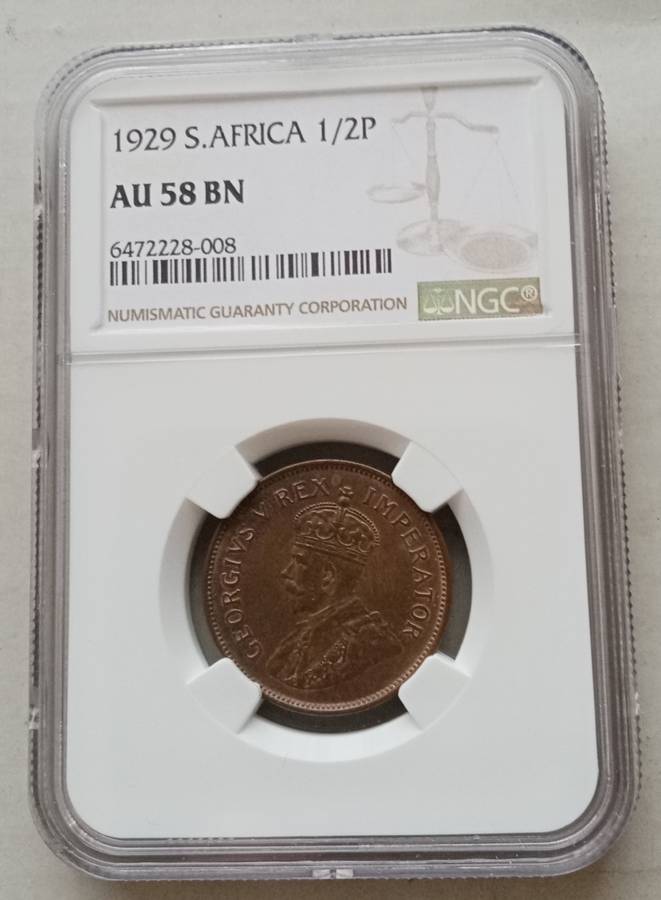 1929 S.AFRICA 1/2P
AU 58 BN
6472228-008
NUMISMATIC GUARANTY CORPORATION
NGC®
GEORGIVS V REX IMPERATOR